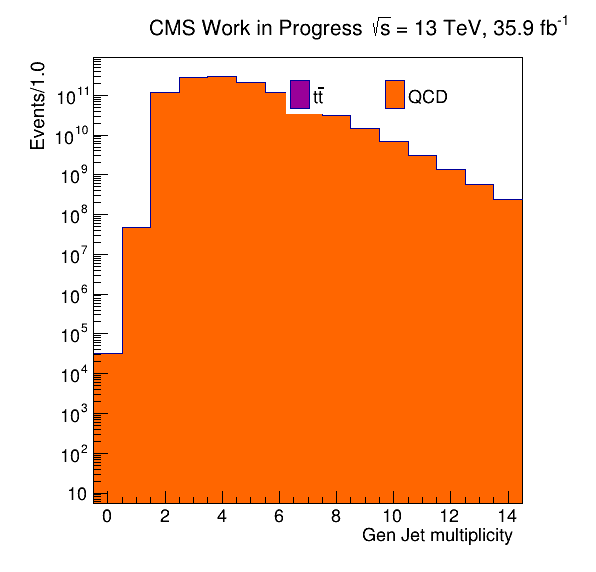 CMS Work in Progress √s = 13 TeV, 35.9 fb⁻¹
Events/1.0
tt̄
QCD
10¹¹
10¹⁰
10⁹
10⁸
10⁷
10⁶
10⁵
10⁴
10³
10²
10
0 2 4 6 8 10 12 14
Gen Jet multiplicity